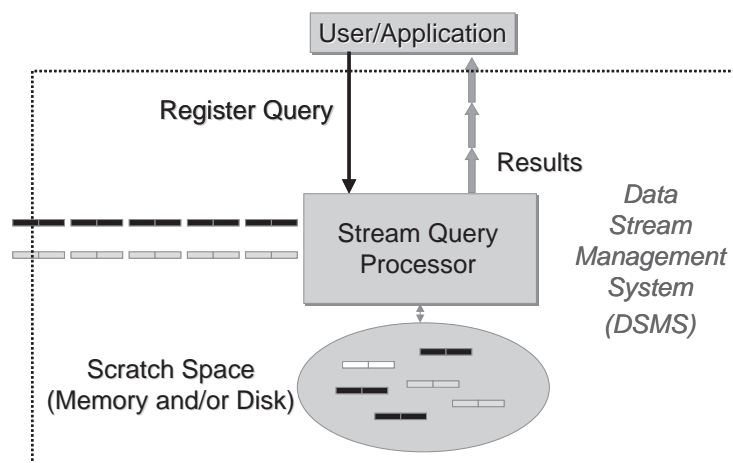 User/Application
Register Query
Results
Stream Query
Processor
Data
Stream
Management
System
(DSMS)
Scratch Space
(Memory and/or Disk)